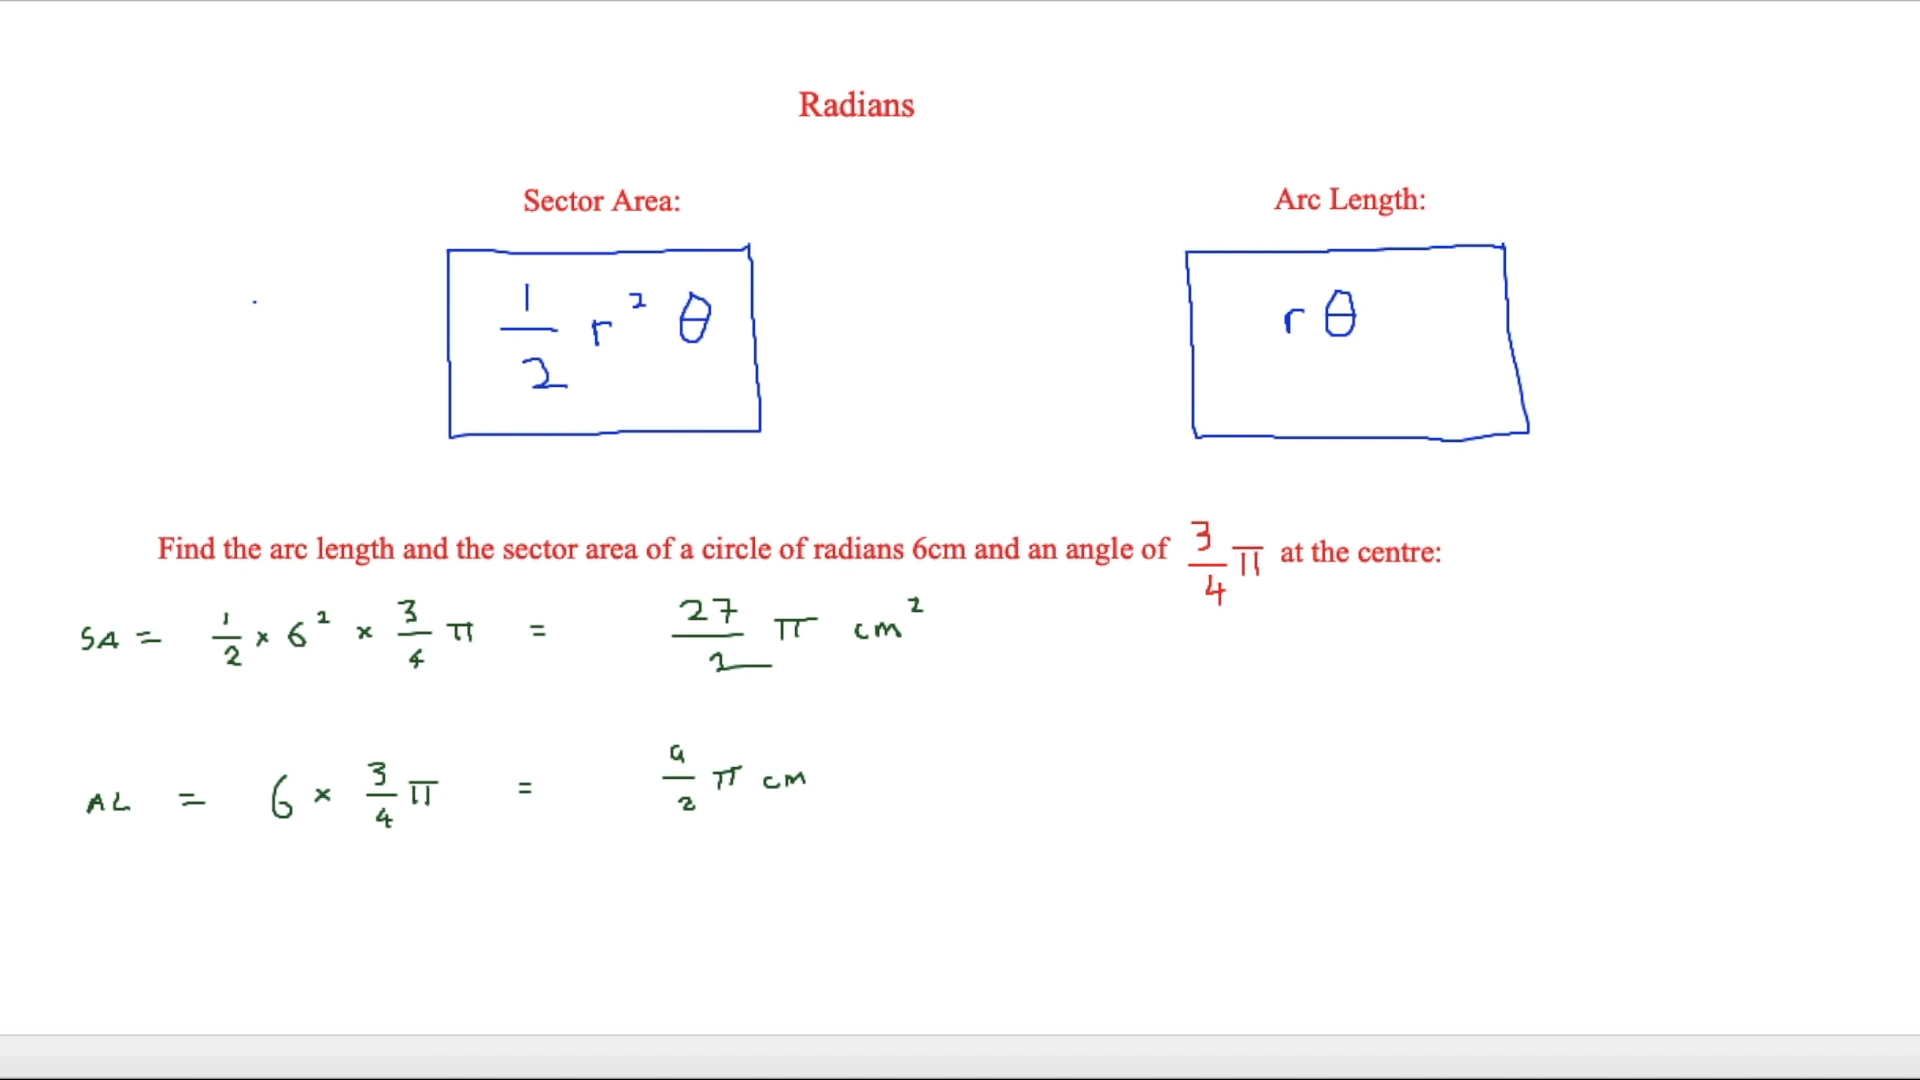 Radians
Sector Area:
Arc Length:
1/2 r² θ
r θ
Find the arc length and the sector area of a circle of radians 6cm and an angle of 3/4 π at the centre:
SA = 1/2 × 6² × 3/4 π = 27/2 π cm²
AL = 6 × 3/4 π = 9/2 π cm